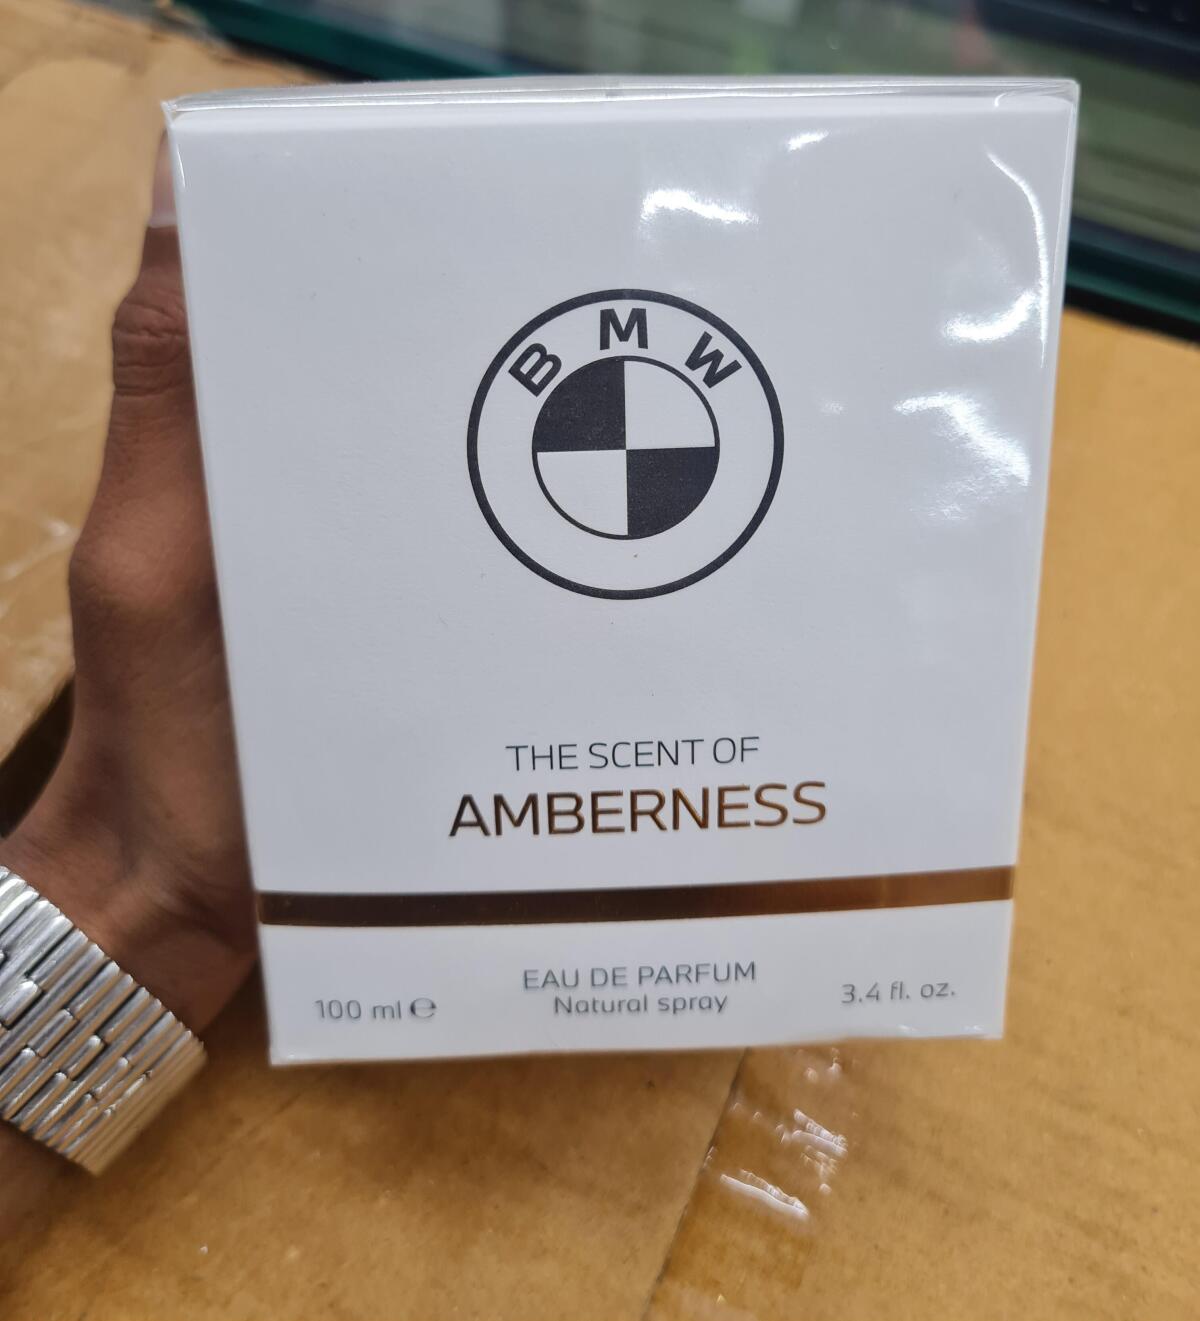 BMW
THE SCENT OF
AMBERNESS
EAU DE PARFUM
Natural spray
100 ml ℮
3.4 fl. oz.